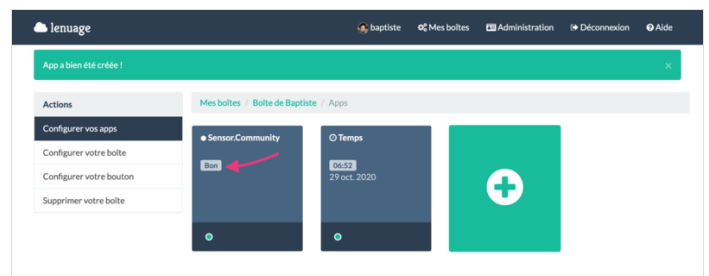 lenuage
baptiste Mes boîtes Administration Déconnexion Aide
App a bien été créée ! ×
Actions
Configurer vos apps
Configurer votre boîte
Configurer votre bouton
Supprimer votre boîte
Mes boîtes / Boîte de Baptiste / Apps
Sensor.Community
Bon
Temps
06:52
29 oct. 2020